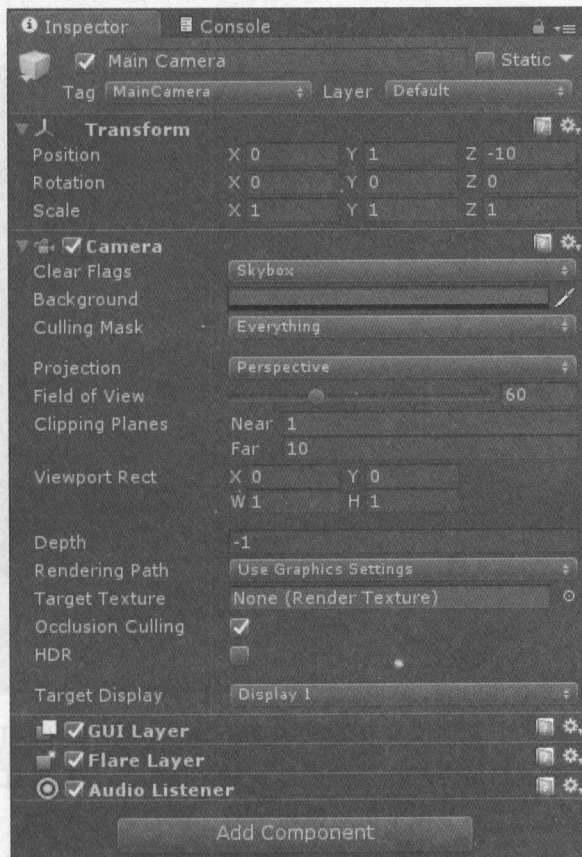 Inspector Console
Main Camera Static
Tag MainCamera Layer Default
Transform
Position X 0 Y 1 Z -10
Rotation X 0 Y 0 Z 0
Scale X 1 Y 1 Z 1
Camera
Clear Flags Skybox
Background
Culling Mask Everything
Projection Perspective
Field of View 60
Clipping Planes Near 1
Far 10
Viewport Rect X 0 Y 0
W 1 H 1
Depth -1
Rendering Path Use Graphics Settings
Target Texture None (Render Texture)
Occlusion Culling
HDR
Target Display Display 1
GUI Layer
Flare Layer
Audio Listener
Add Component